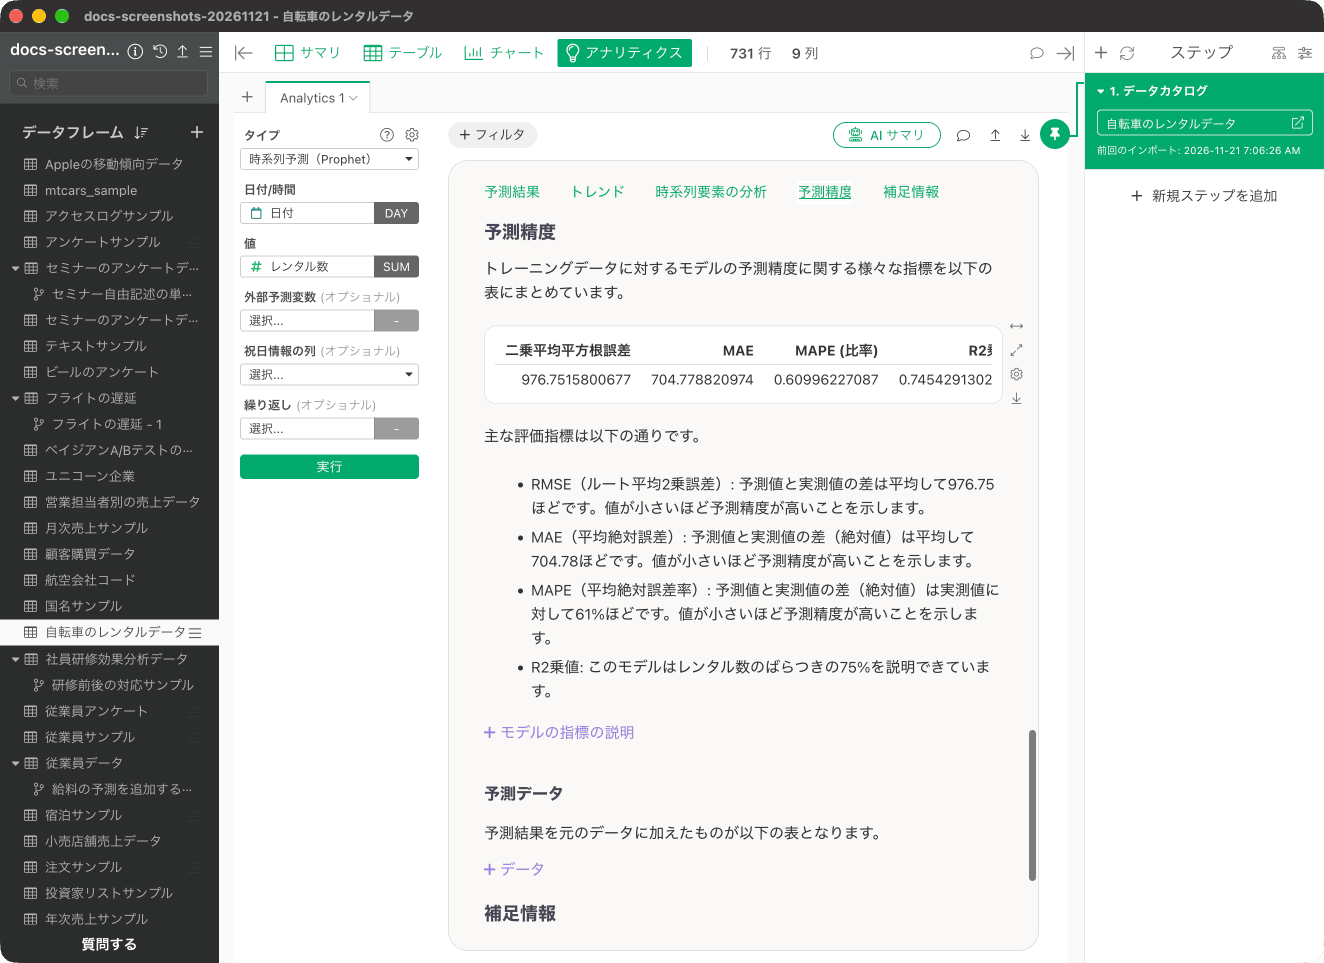 docs-screenshots-20261121 - 自転車のレンタルデータ
docs-screen...
検索
データフレーム
Appleの移動傾向データ
mtcars_sample
アクセスログサンプル
アンケートサンプル
セミナーのアンケートデ...
セミナー自由記述の単...
セミナーのアンケートデ...
テキストサンプル
ビールのアンケート
フライトの遅延
フライトの遅延 - 1
ベイジアンA/Bテストの...
ユニコーン企業
営業担当者別の売上データ
月次売上サンプル
顧客購買データ
航空会社コード
国名サンプル
自転車のレンタルデータ
社員研修効果分析データ
研修前後の対応サンプル
従業員アンケート
従業員サンプル
従業員データ
給料の予測を追加する...
宿泊サンプル
小売店舗売上データ
注文サンプル
投資家リストサンプル
年次売上サンプル
質問する
サマリ テーブル チャート アナリティクス 731 行 9 列
Analytics 1
タイプ
時系列予測（Prophet）
日付/時間
日付 DAY
値
レンタル数 SUM
外部予測変数 (オプショナル)
選択... -
祝日情報の列 (オプショナル)
選択...
繰り返し (オプショナル)
選択... -
実行
+ フィルタ
AI サマリ
予測結果 トレンド 時系列要素の分析 予測精度 補足情報
予測精度
トレーニングデータに対するモデルの予測精度に関する様々な指標を以下の
表にまとめています。
二乗平均平方根誤差 MAE MAPE (比率) R2
976.7515800677 704.778820974 0.60996227087 0.7454291302
主な評価指標は以下の通りです。
• RMSE（ルート平均2乗誤差）: 予測値と実測値の差は平均して976.75
ほどです。値が小さいほど予測精度が高いことを示します。
• MAE（平均絶対誤差）: 予測値と実測値の差（絶対値）は平均して
704.78ほどです。値が小さいほど予測精度が高いことを示します。
• MAPE（平均絶対誤差率）: 予測値と実測値の差（絶対値）は実測値に
対して61%ほどです。値が小さいほど予測精度が高いことを示しま
す。
• R2乗値: このモデルはレンタル数のばらつきの75%を説明できていま
す。
+ モデルの指標の説明
予測データ
予測結果を元のデータに加えたものが以下の表となります。
+ データ
補足情報
ステップ
1. データカタログ
自転車のレンタルデータ
前回のインポート: 2026-11-21 7:06:26 AM
+ 新規ステップを追加